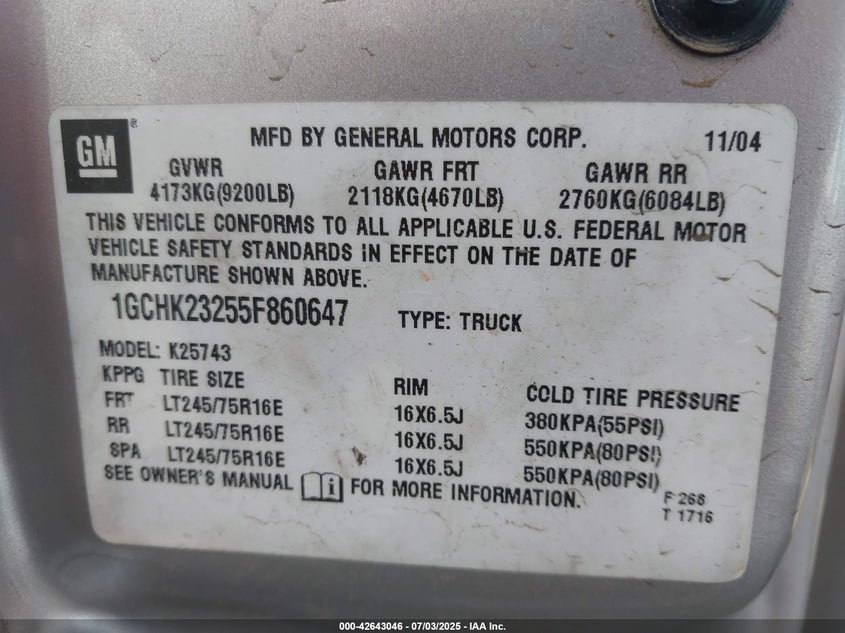 GM®
MFD BY GENERAL MOTORS CORP. 11/04
GVWR GAWR FRT GAWR RR
4173KG(9200LB) 2118KG(4670LB) 2760KG(6084LB)
THIS VEHICLE CONFORMS TO ALL APPLICABLE U.S. FEDERAL MOTOR
VEHICLE SAFETY STANDARDS IN EFFECT ON THE DATE OF
MANUFACTURE SHOWN ABOVE.
1GCHK23255F860647 TYPE: TRUCK
MODEL: K25743
KPPG TIRE SIZE RIM COLD TIRE PRESSURE
FRT LT245/75R16E 16X6.5J 380KPA(55PSI)
RR LT245/75R16E 16X6.5J 550KPA(80PSI)
SPA LT245/75R16E 16X6.5J 550KPA(80PSI)
SEE OWNER'S MANUAL i FOR MORE INFORMATION.
F 268
T 1716
000-42643046 - 07/03/2025 - IAA Inc.